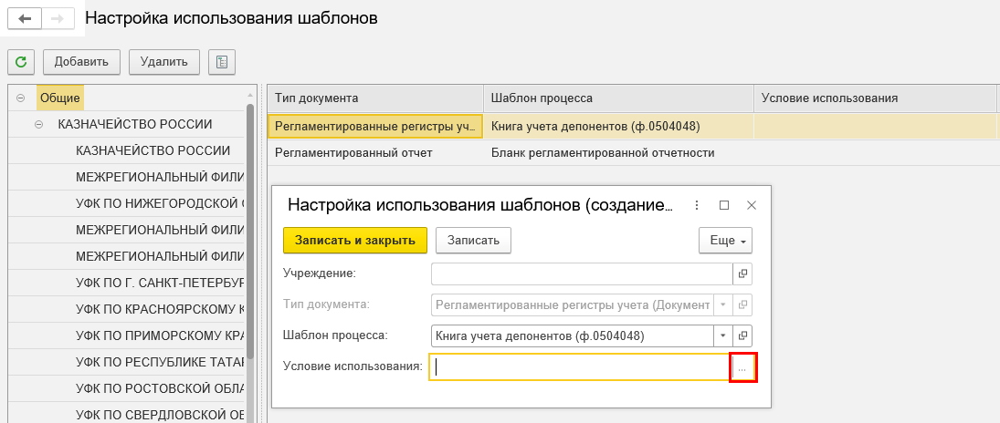 Настройка использования шаблонов
Добавить Удалить
Общие
КАЗНАЧЕЙСТВО РОССИИ
КАЗНАЧЕЙСТВО РОССИИ
МЕЖРЕГИОНАЛЬНЫЙ ФИЛИ
УФК ПО НИЖЕГОРОДСКОЙ О
МЕЖРЕГИОНАЛЬНЫЙ ФИЛИ
МЕЖРЕГИОНАЛЬНЫЙ ФИЛИ
УФК ПО Г. САНКТ-ПЕТЕРБУР
УФК ПО КРАСНОЯРСКОМУ К
УФК ПО ПРИМОРСКОМУ КРА
УФК ПО РЕСПУБЛИКЕ ТАТАР
УФК ПО РОСТОВСКОЙ ОБЛА
УФК ПО СВЕРДЛОВСКОЙ ОБ
Тип документа Шаблон процесса Условие использования
Регламентированные регистры уч... Книга учета депонентов (ф.0504048)
Регламентированный отчет Бланк регламентированной отчетности
Настройка использования шаблонов (создание...
Записать и закрыть Записать Еще
Учреждение:
Тип документа: Регламентированные регистры учета (Документ
Шаблон процесса: Книга учета депонентов (ф.0504048)
Условие использования: ...